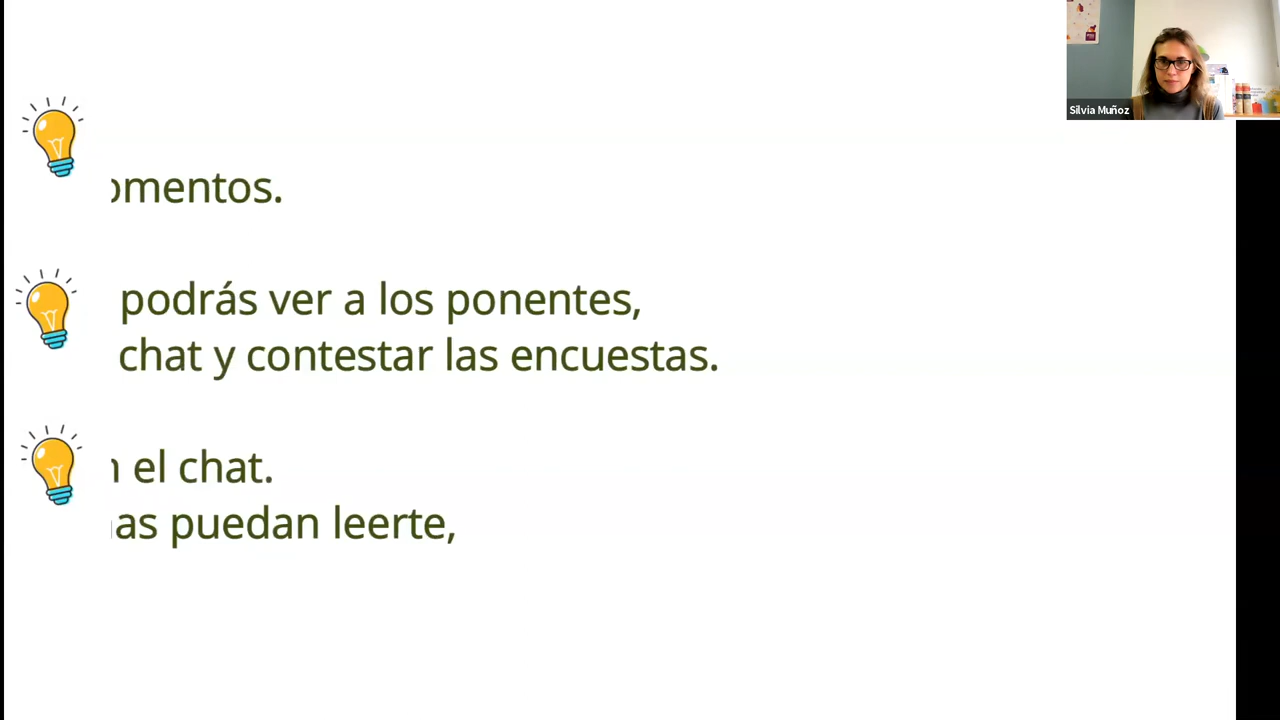 omentos.
podrás ver a los ponentes,
chat y contestar las encuestas.
el chat.
as puedan leerte,
Silvia Muñoz